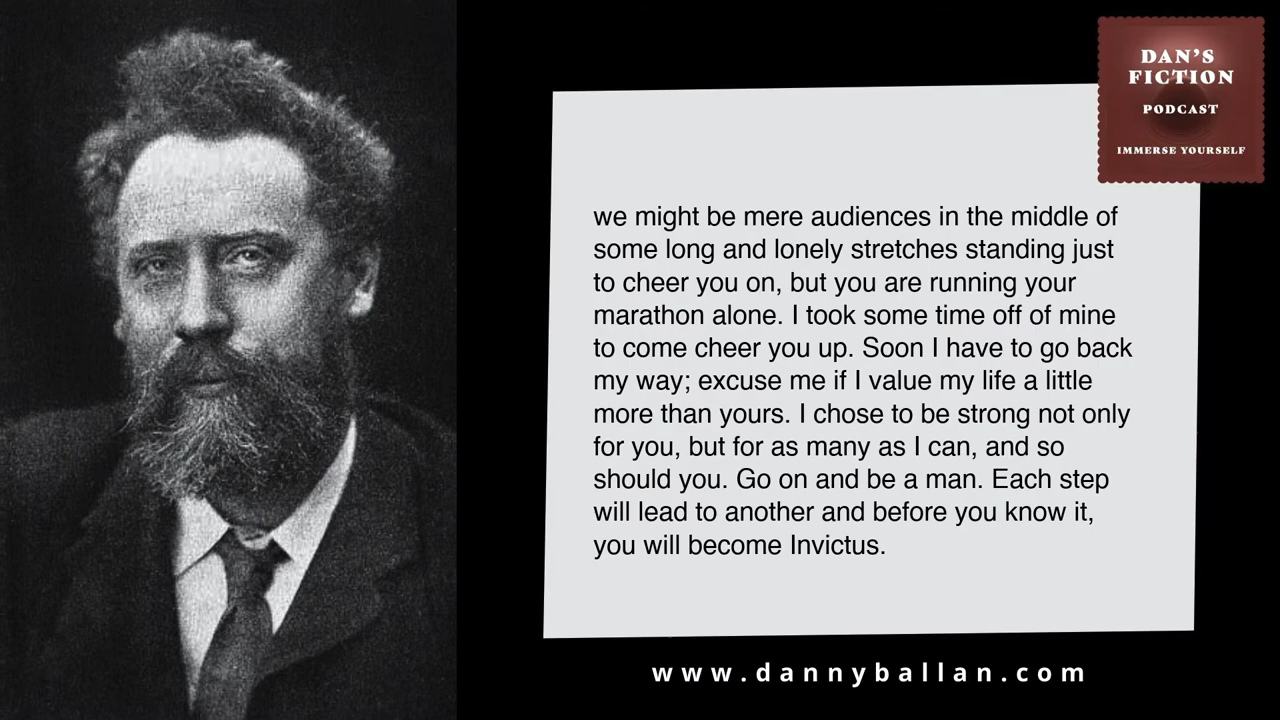 DAN'S
FICTION
PODCAST
IMMERSE YOURSELF
we might be mere audiences in the middle of
some long and lonely stretches standing just
to cheer you on, but you are running your
marathon alone. I took some time off of mine
to come cheer you up. Soon I have to go back
my way; excuse me if I value my life a little
more than yours. I chose to be strong not only
for you, but for as many as I can, and so
should you. Go on and be a man. Each step
will lead to another and before you know it,
you will become Invictus.
www.dannyballan.com